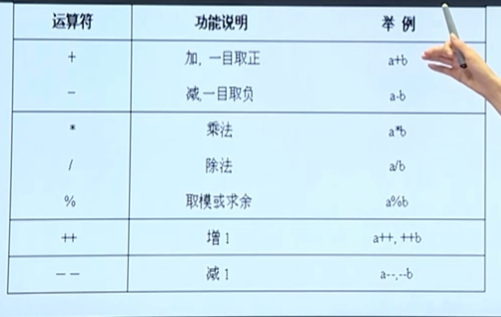 运算符 功能说明 举 例
+ 加, 一目取正 a+b
− 减,一目取负 a-b
* 乘法 a*b
/ 除法 a/b
% 取模或求余 a%b
++ 增 1 a++, ++b
−− 减 1 a--,--b